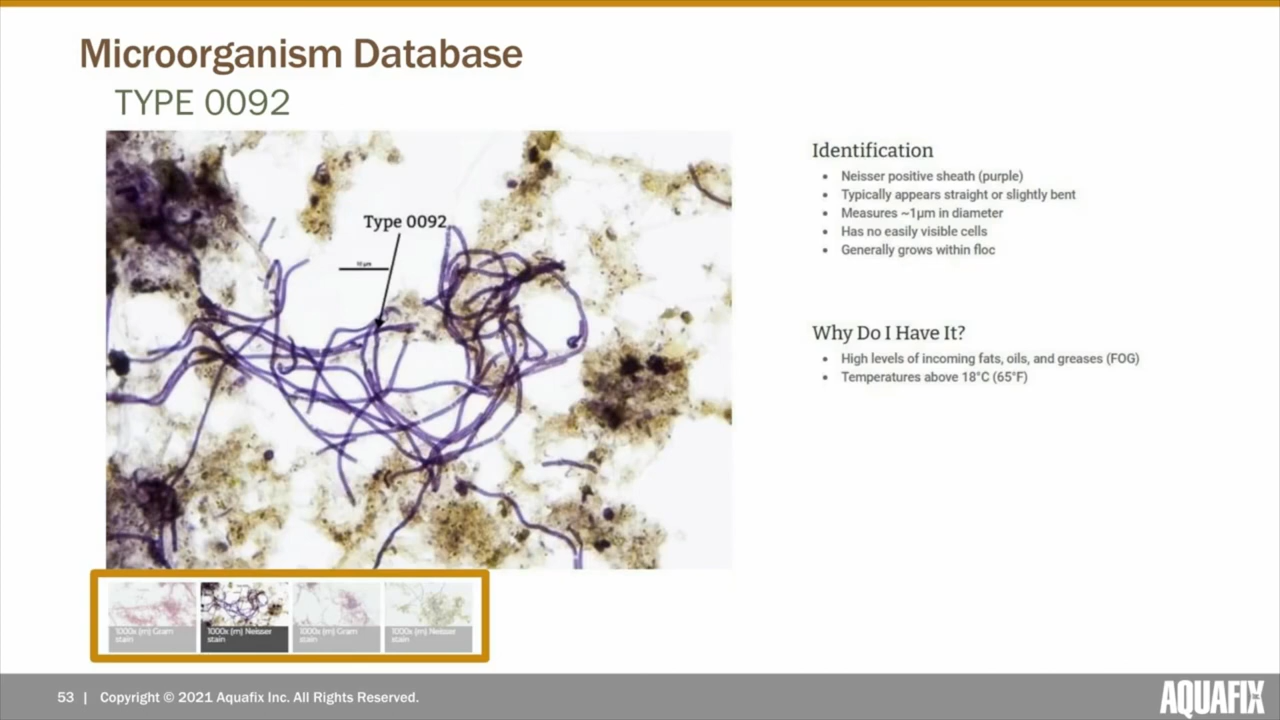 Microorganism Database
TYPE 0092
Type 0092
10 µm
Identification
• Neisser positive sheath (purple)
• Typically appears straight or slightly bent
• Measures ~1µm in diameter
• Has no easily visible cells
• Generally grows within floc
Why Do I Have It?
• High levels of incoming fats, oils, and greases (FOG)
• Temperatures above 18°C (65°F)
1000x (m) Gram
stain
1000x (m) Neisser
stain
1000x (m) Gram
stain
1000x (m) Neisser
stain
53 | Copyright © 2021 Aquafix Inc. All Rights Reserved.
AQUAFIX